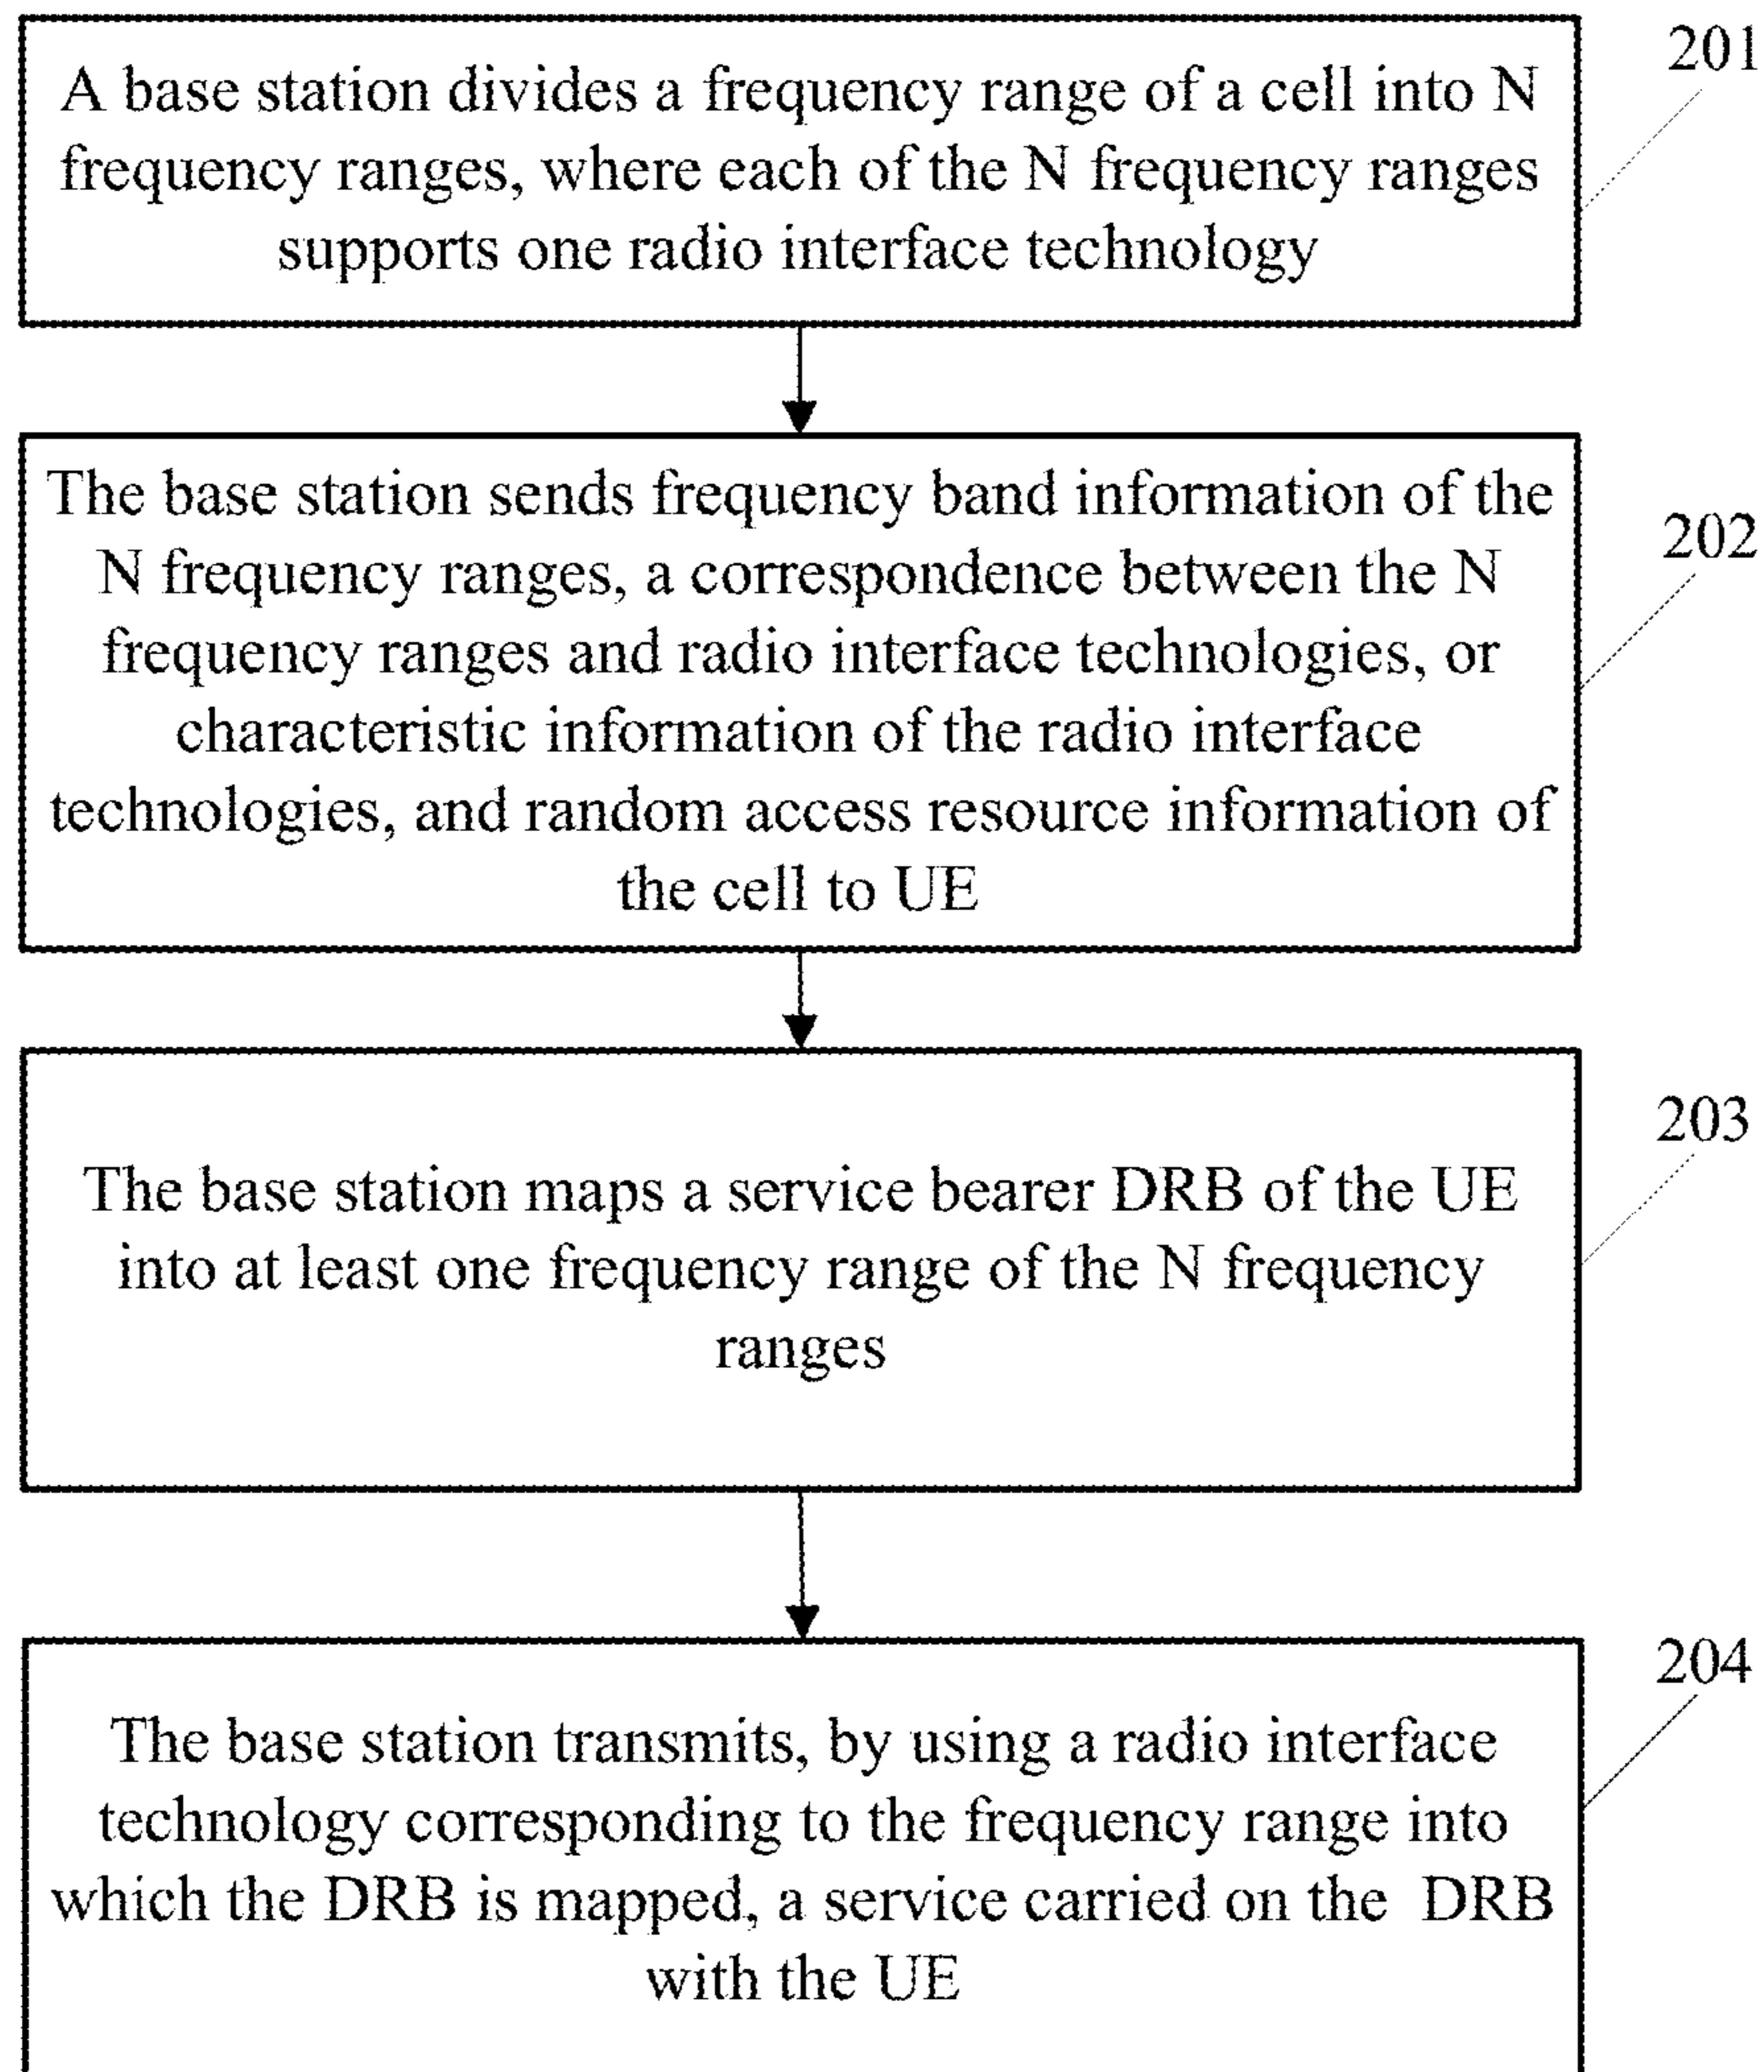 A base station divides a frequency range of a cell into N
frequency ranges, where each of the N frequency ranges
supports one radio interface technology
201
The base station sends frequency band information of the
N frequency ranges, a correspondence between the N
frequency ranges and radio interface technologies, or
characteristic information of the radio interface
technologies, and random access resource information of
the cell to UE
202
The base station maps a service bearer DRB of the UE
into at least one frequency range of the N frequency
ranges
203
The base station transmits, by using a radio interface
technology corresponding to the frequency range into
which the DRB is mapped, a service carried on the DRB
with the UE
204